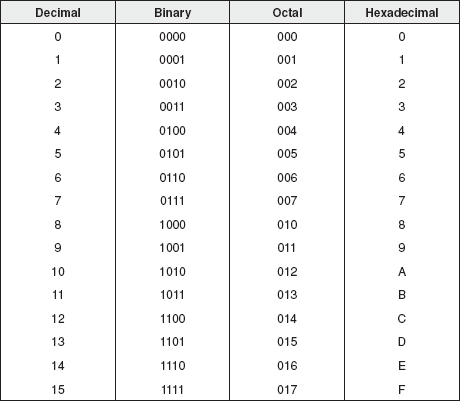 Decimal Binary Octal Hexadecimal
0 0000 000 0
1 0001 001 1
2 0010 002 2
3 0011 003 3
4 0100 004 4
5 0101 005 5
6 0110 006 6
7 0111 007 7
8 1000 010 8
9 1001 011 9
10 1010 012 A
11 1011 013 B
12 1100 014 C
13 1101 015 D
14 1110 016 E
15 1111 017 F